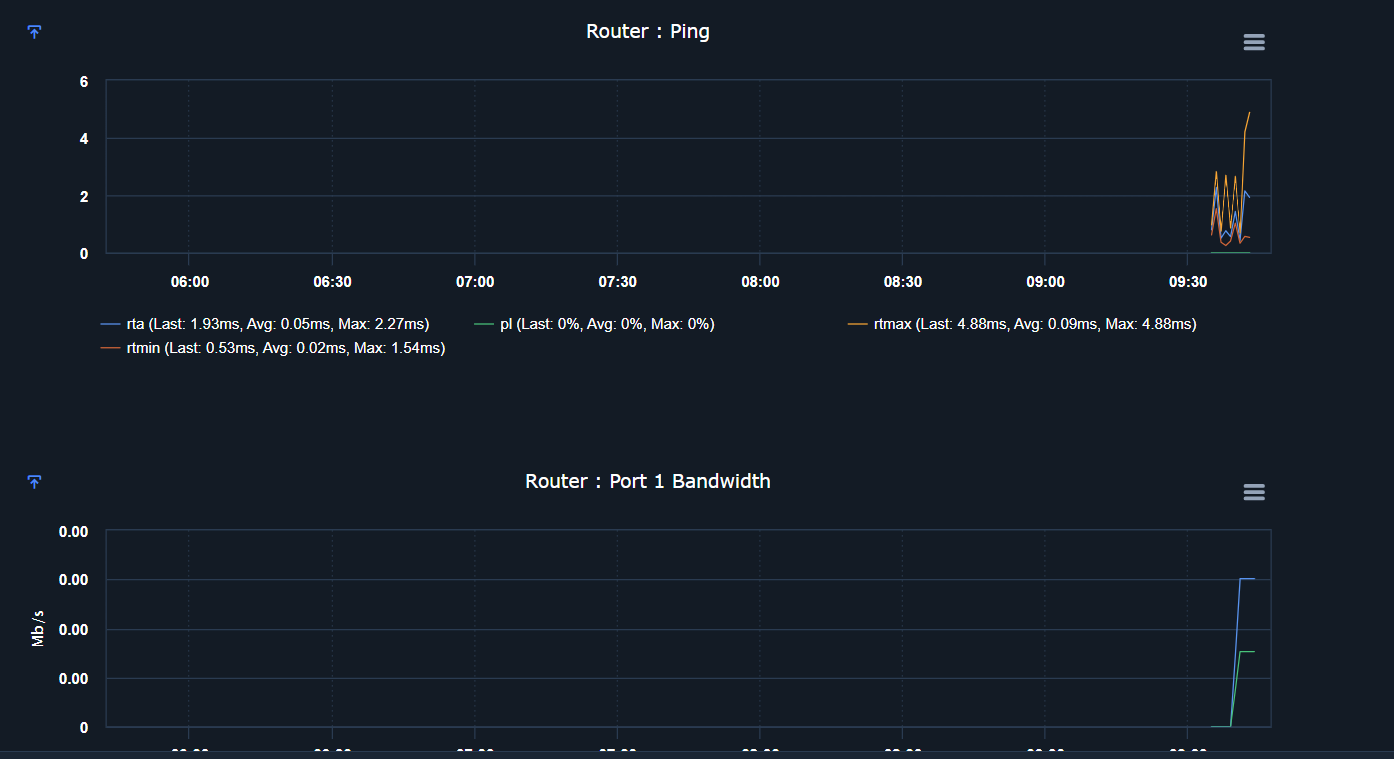 Router : Ping
6
4
2
0
06:00 06:30 07:00 07:30 08:00 08:30 09:00 09:30
rta (Last: 1.93ms, Avg: 0.05ms, Max: 2.27ms) pl (Last: 0%, Avg: 0%, Max: 0%) rtmax (Last: 4.88ms, Avg: 0.09ms, Max: 4.88ms)
rtmin (Last: 0.53ms, Avg: 0.02ms, Max: 1.54ms)
Router : Port 1 Bandwidth
Mb/s
0.00
0.00
0.00
0.00
0